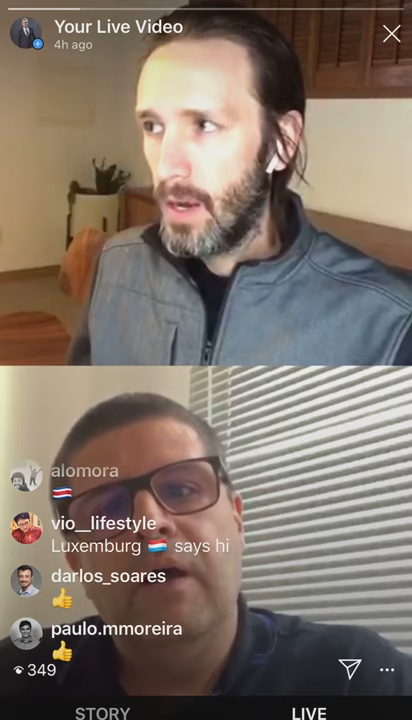 Your Live Video
4h ago
alomora
🇨🇷
vio__lifestyle
Luxemburg 🇱🇺 says hi
darlos_soares
👍
paulo.mmoreira
👍
349
STORY LIVE